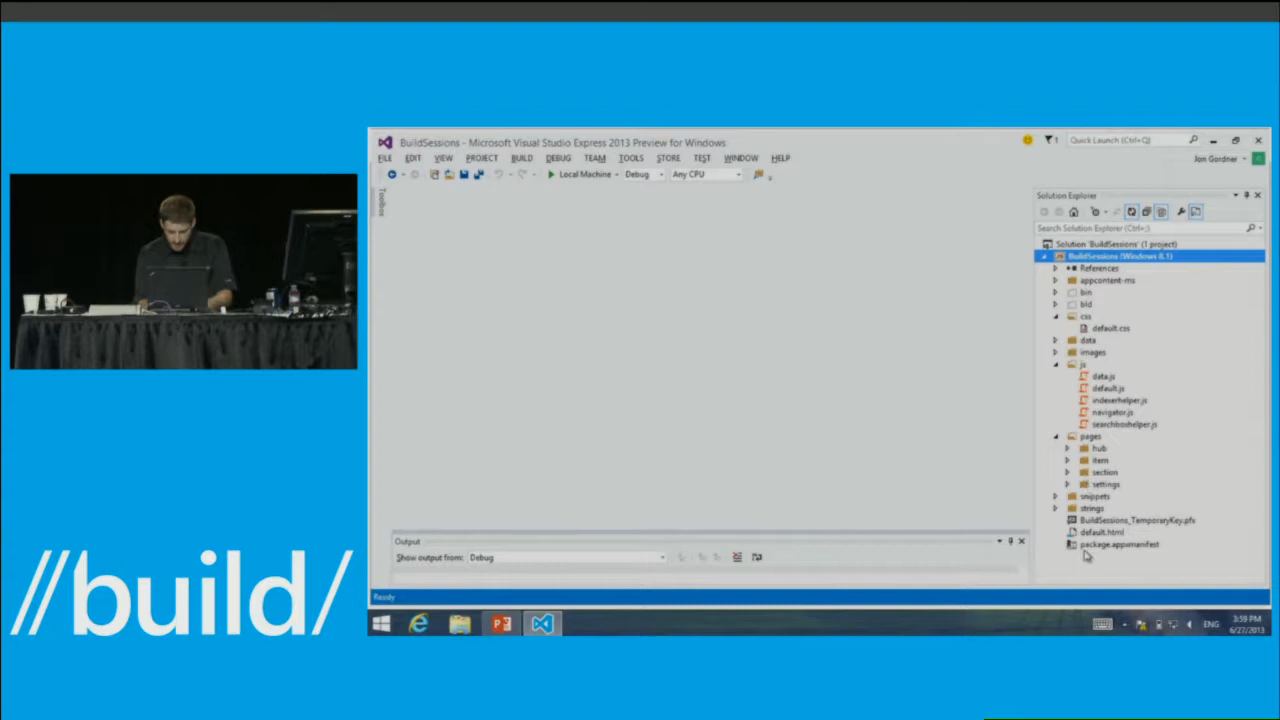 BuildSessions - Microsoft Visual Studio Express 2013 Preview for Windows
1
Quick Launch (Ctrl+Q)
FILE EDIT VIEW PROJECT BUILD DEBUG TEAM TOOLS STORE TEST WINDOW HELP
Jon Gordner
Local Machine Debug Any CPU
Toolbox
Solution Explorer
Search Solution Explorer (Ctrl+;)
Solution 'BuildSessions' (1 project)
BuildSessions (Windows 8.1)
References
appcontent-ms
bin
bld
css
default.css
data
images
js
data.js
default.js
indexerhelper.js
navigator.js
searchboxhelper.js
pages
hub
item
section
settings
snippets
strings
BuildSessions_TemporaryKey.pfx
default.html
package.appxmanifest
Output
Show output from: Debug
Ready
ENG
3:59 PM
6/27/2013
//build/